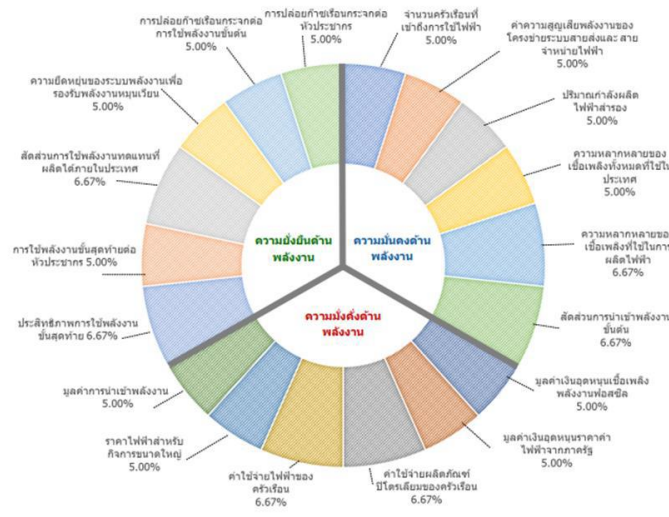 การปล่อยก๊าซเรือนกระจกต่อ
หัวประชากร
5.00%
จำนวนครัวเรือนที่
เข้าถึงการใช้ไฟฟ้า
5.00%
ค่าความสูญเสียพลังงานของ
โครงข่ายระบบสายส่งและ สาย
จำหน่ายไฟฟ้า
5.00%
ปริมาณกำลังผลิต
ไฟฟ้าสำรอง
5.00%
ความหลากหลายของ
เชื้อเพลิงทั้งหมดที่ใช้ใน
ประเทศ
5.00%
ความหลากหลายของ
เชื้อเพลิงที่ใช้ในการ
ผลิตไฟฟ้า
6.67%
สัดส่วนการนำเข้าพลังงาน
ขั้นต้น
6.67%
มูลค่าเงินอุดหนุนเชื้อเพลิง
พลังงานฟอสซิล
5.00%
มูลค่าเงินอุดหนุนราคาค่า
ไฟฟ้าจากภาครัฐ
5.00%
ค่าใช้จ่ายผลิตภัณฑ์
ปิโตรเลียมของครัวเรือน
6.67%
ค่าใช้จ่ายไฟฟ้าของ
ครัวเรือน
6.67%
ราคาไฟฟ้าสำหรับ
กิจการขนาดใหญ่
5.00%
มูลค่าการนำเข้าพลังงาน
5.00%
ประสิทธิภาพการใช้พลังงาน
ขั้นสุดท้าย 6.67%
การใช้พลังงานขั้นสุดท้ายต่อ
หัวประชากร 5.00%
สัดส่วนการใช้พลังงานทดแทนที่
ผลิตได้ภายในประเทศ
6.67%
ความยืดหยุ่นของระบบพลังงานเพื่อ
รองรับพลังงานหมุนเวียน
5.00%
การปล่อยก๊าซเรือนกระจกต่อ
การใช้พลังงานขั้นต้น
5.00%
ความยั่งยืนด้าน
พลังงาน
ความมั่นคงด้าน
พลังงาน
ความมั่งคั่งด้าน
พลังงาน